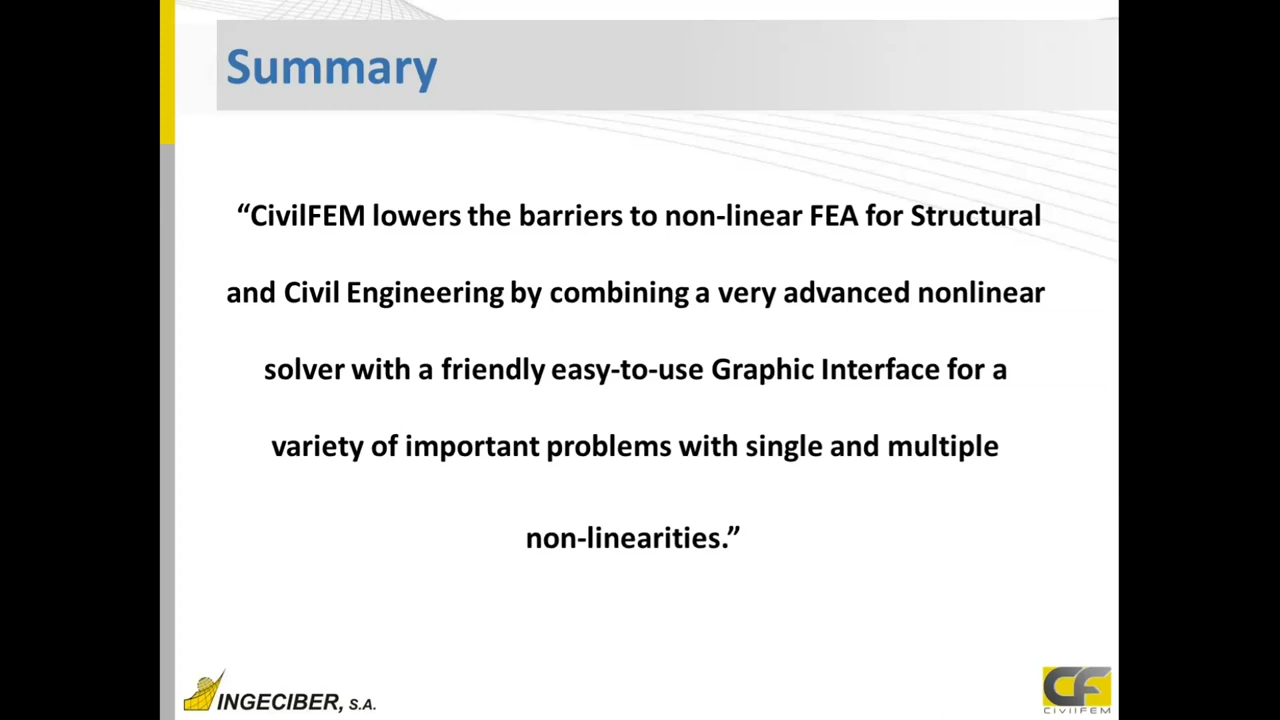 Summary
“CivilFEM lowers the barriers to non-linear FEA for Structural
and Civil Engineering by combining a very advanced nonlinear
solver with a friendly easy-to-use Graphic Interface for a
variety of important problems with single and multiple
non-linearities.”
INGECIBER, S.A.
CF
CIVILFEM